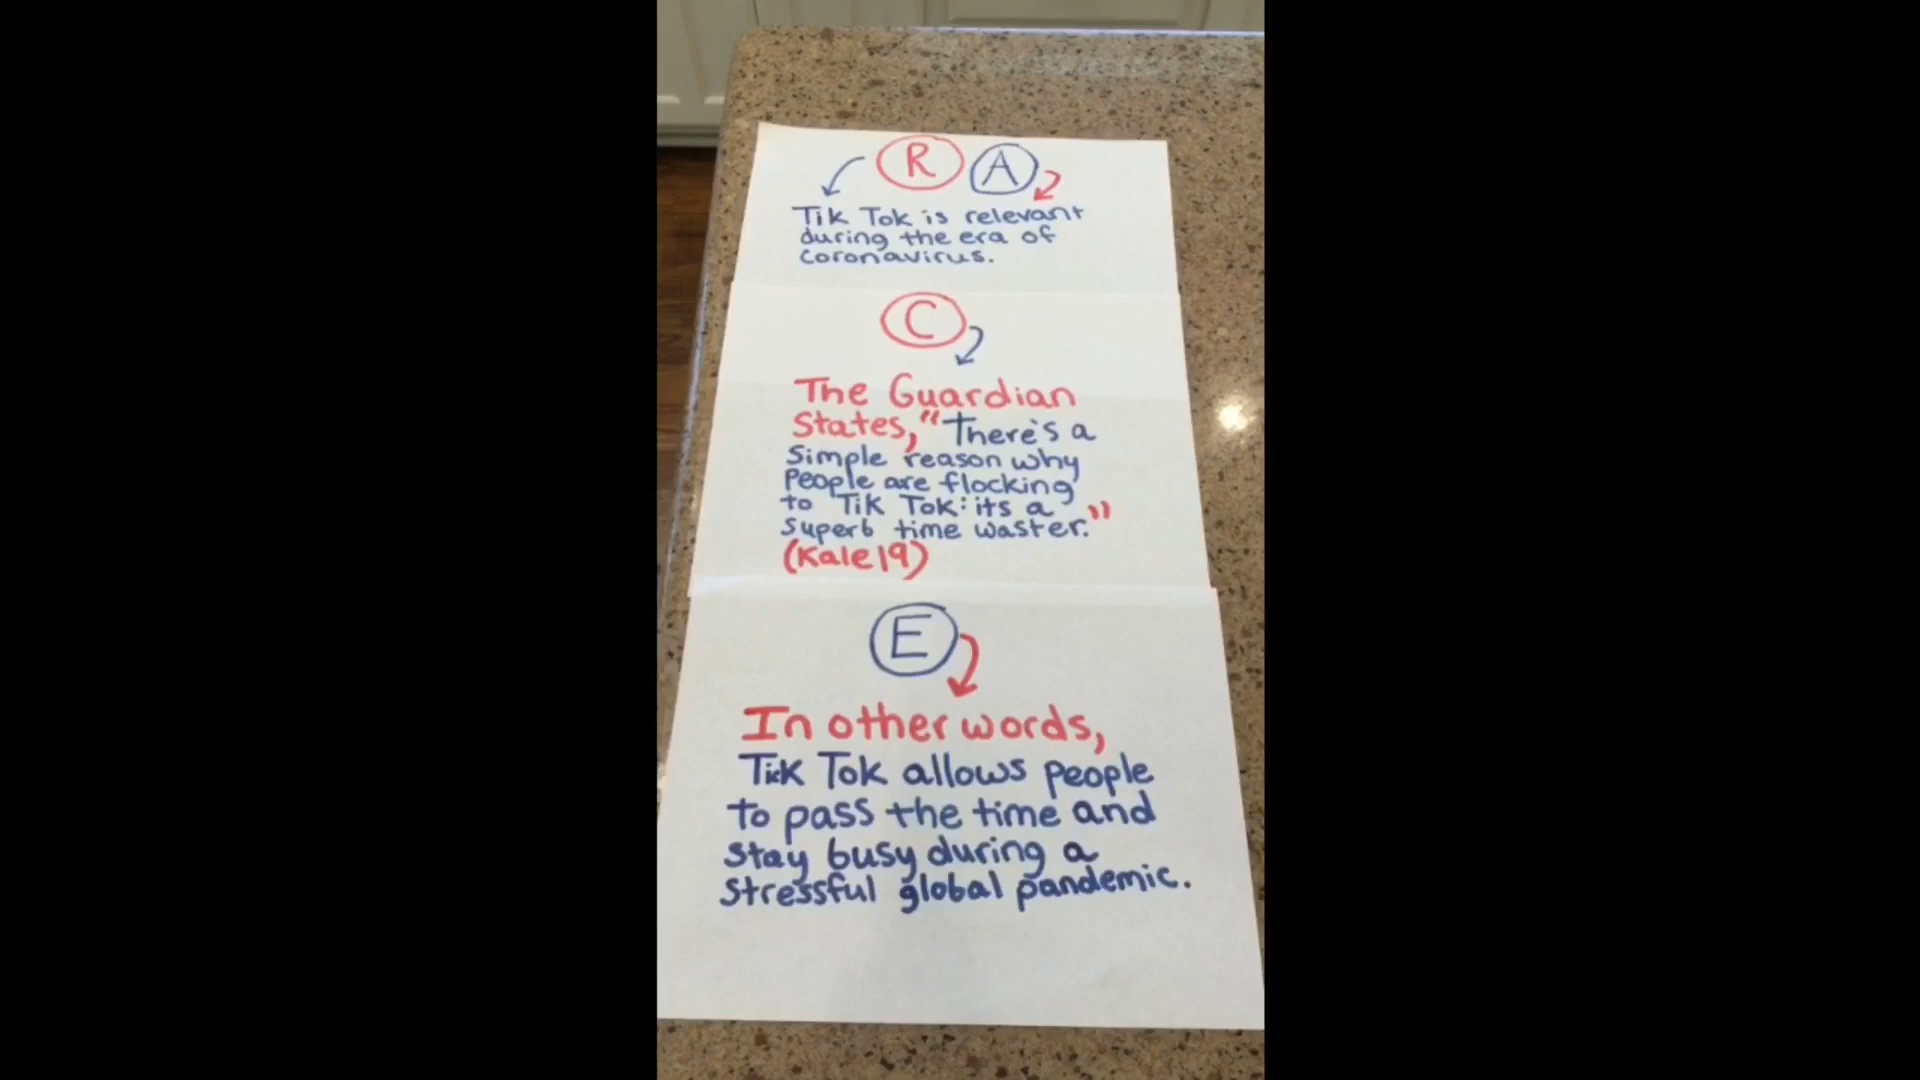 R A
Tik Tok is relevant
during the era of
coronavirus.
C
The Guardian
States, "There's a
simple reason why
people are flocking
to Tik Tok: its a
superb time waster."
(Kale 19)
E
In other words,
Tick Tok allows people
to pass the time and
stay busy during a
stressful global pandemic.